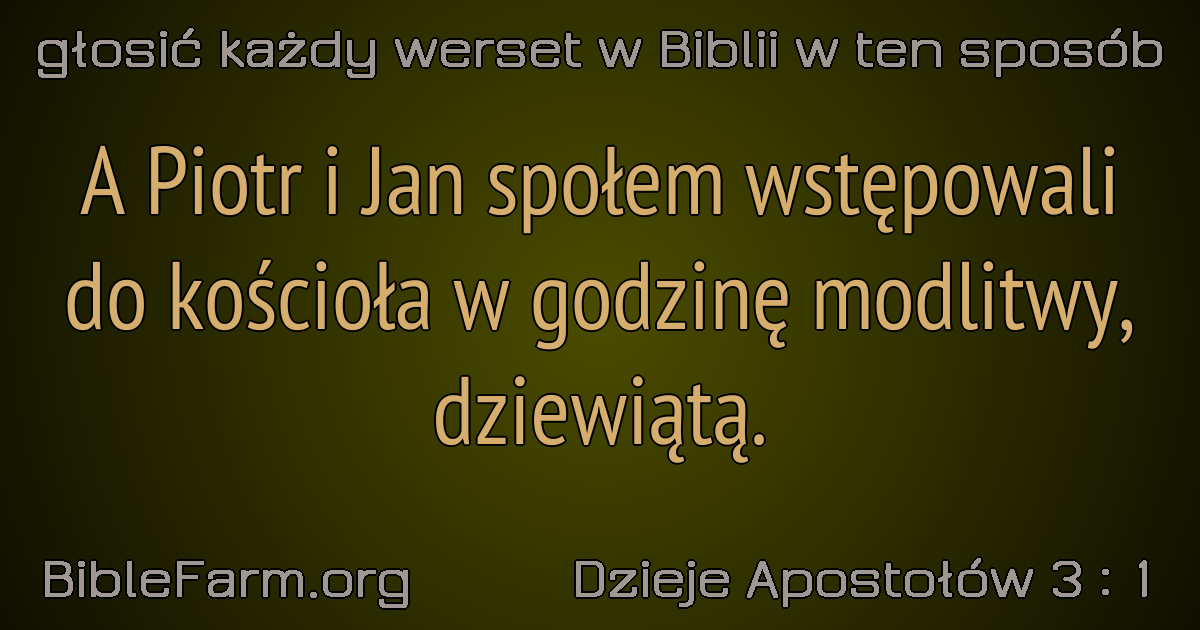 głosić każdy werset w Biblii w ten sposób
A Piotr i Jan społem wstępowali
do kościoła w godzinę modlitwy,
dziewiątą.
BibleFarm.org
Dzieje Apostołów 3 : 1